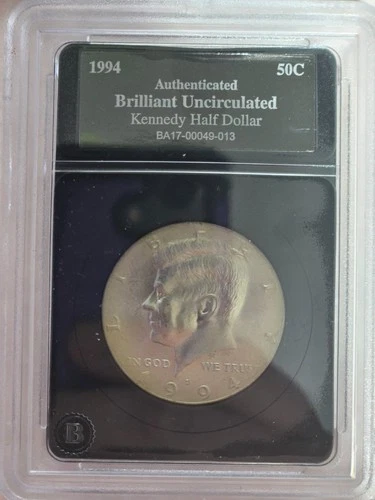 1994 50C
Authenticated
Brilliant Uncirculated
Kennedy Half Dollar
BA17-00049-013
LIBERTY
IN GOD WE TRUST
1994
B